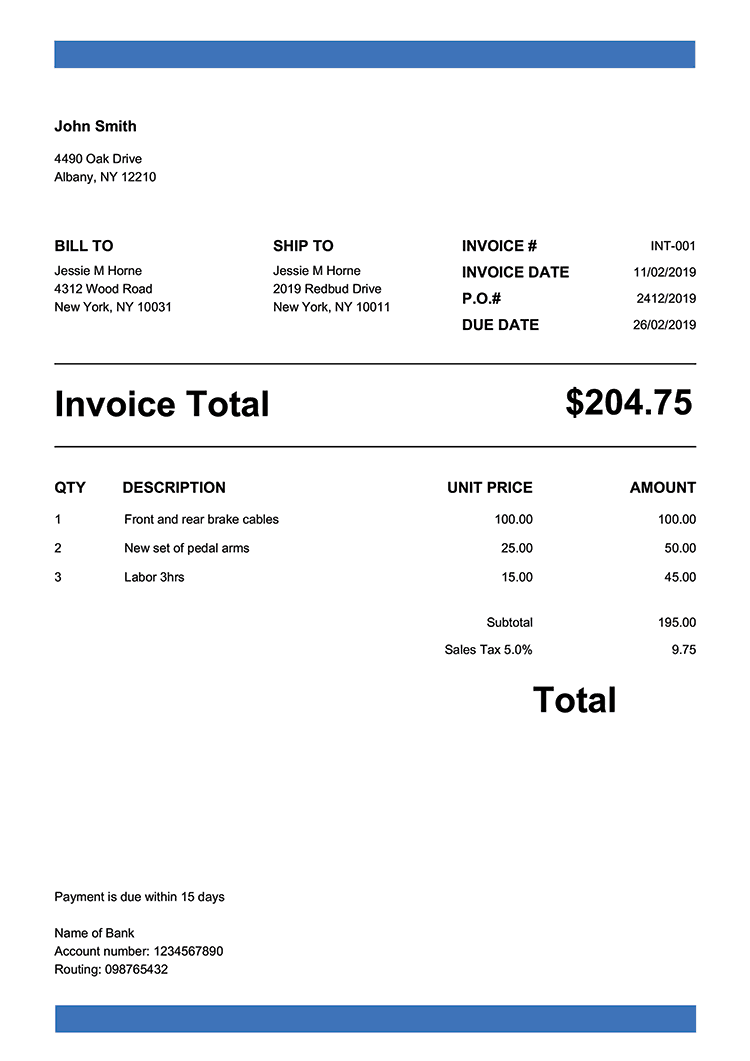 John Smith
4490 Oak Drive
Albany, NY 12210
BILL TO
Jessie M Horne
4312 Wood Road
New York, NY 10031
SHIP TO
Jessie M Horne
2019 Redbud Drive
New York, NY 10011
INVOICE # INT-001
INVOICE DATE 11/02/2019
P.O.# 2412/2019
DUE DATE 26/02/2019
Invoice Total $204.75
QTY DESCRIPTION UNIT PRICE AMOUNT
1 Front and rear brake cables 100.00 100.00
2 New set of pedal arms 25.00 50.00
3 Labor 3hrs 15.00 45.00
Subtotal 195.00
Sales Tax 5.0% 9.75
Total
Payment is due within 15 days
Name of Bank
Account number: 1234567890
Routing: 098765432